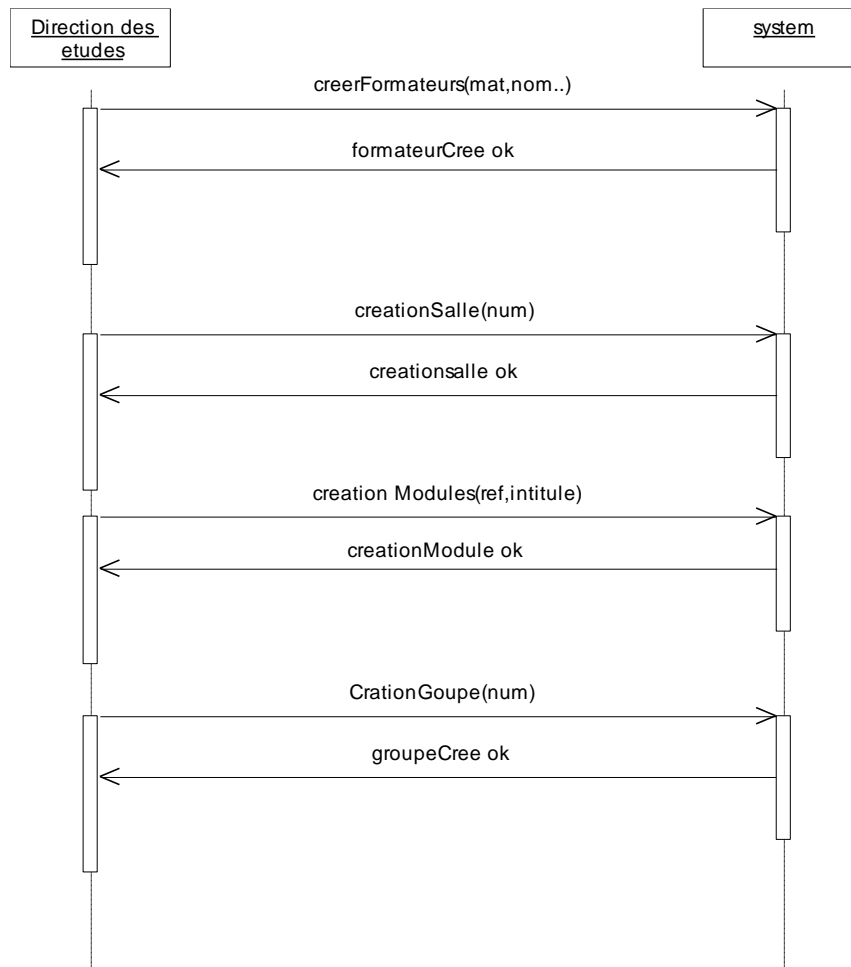 Direction des
etudes
system
creerFormateurs(mat,nom..)
formateurCree ok
creationSalle(num)
creationsalle ok
creation Modules(ref,intitule)
creationModule ok
CrationGoupe(num)
groupeCree ok